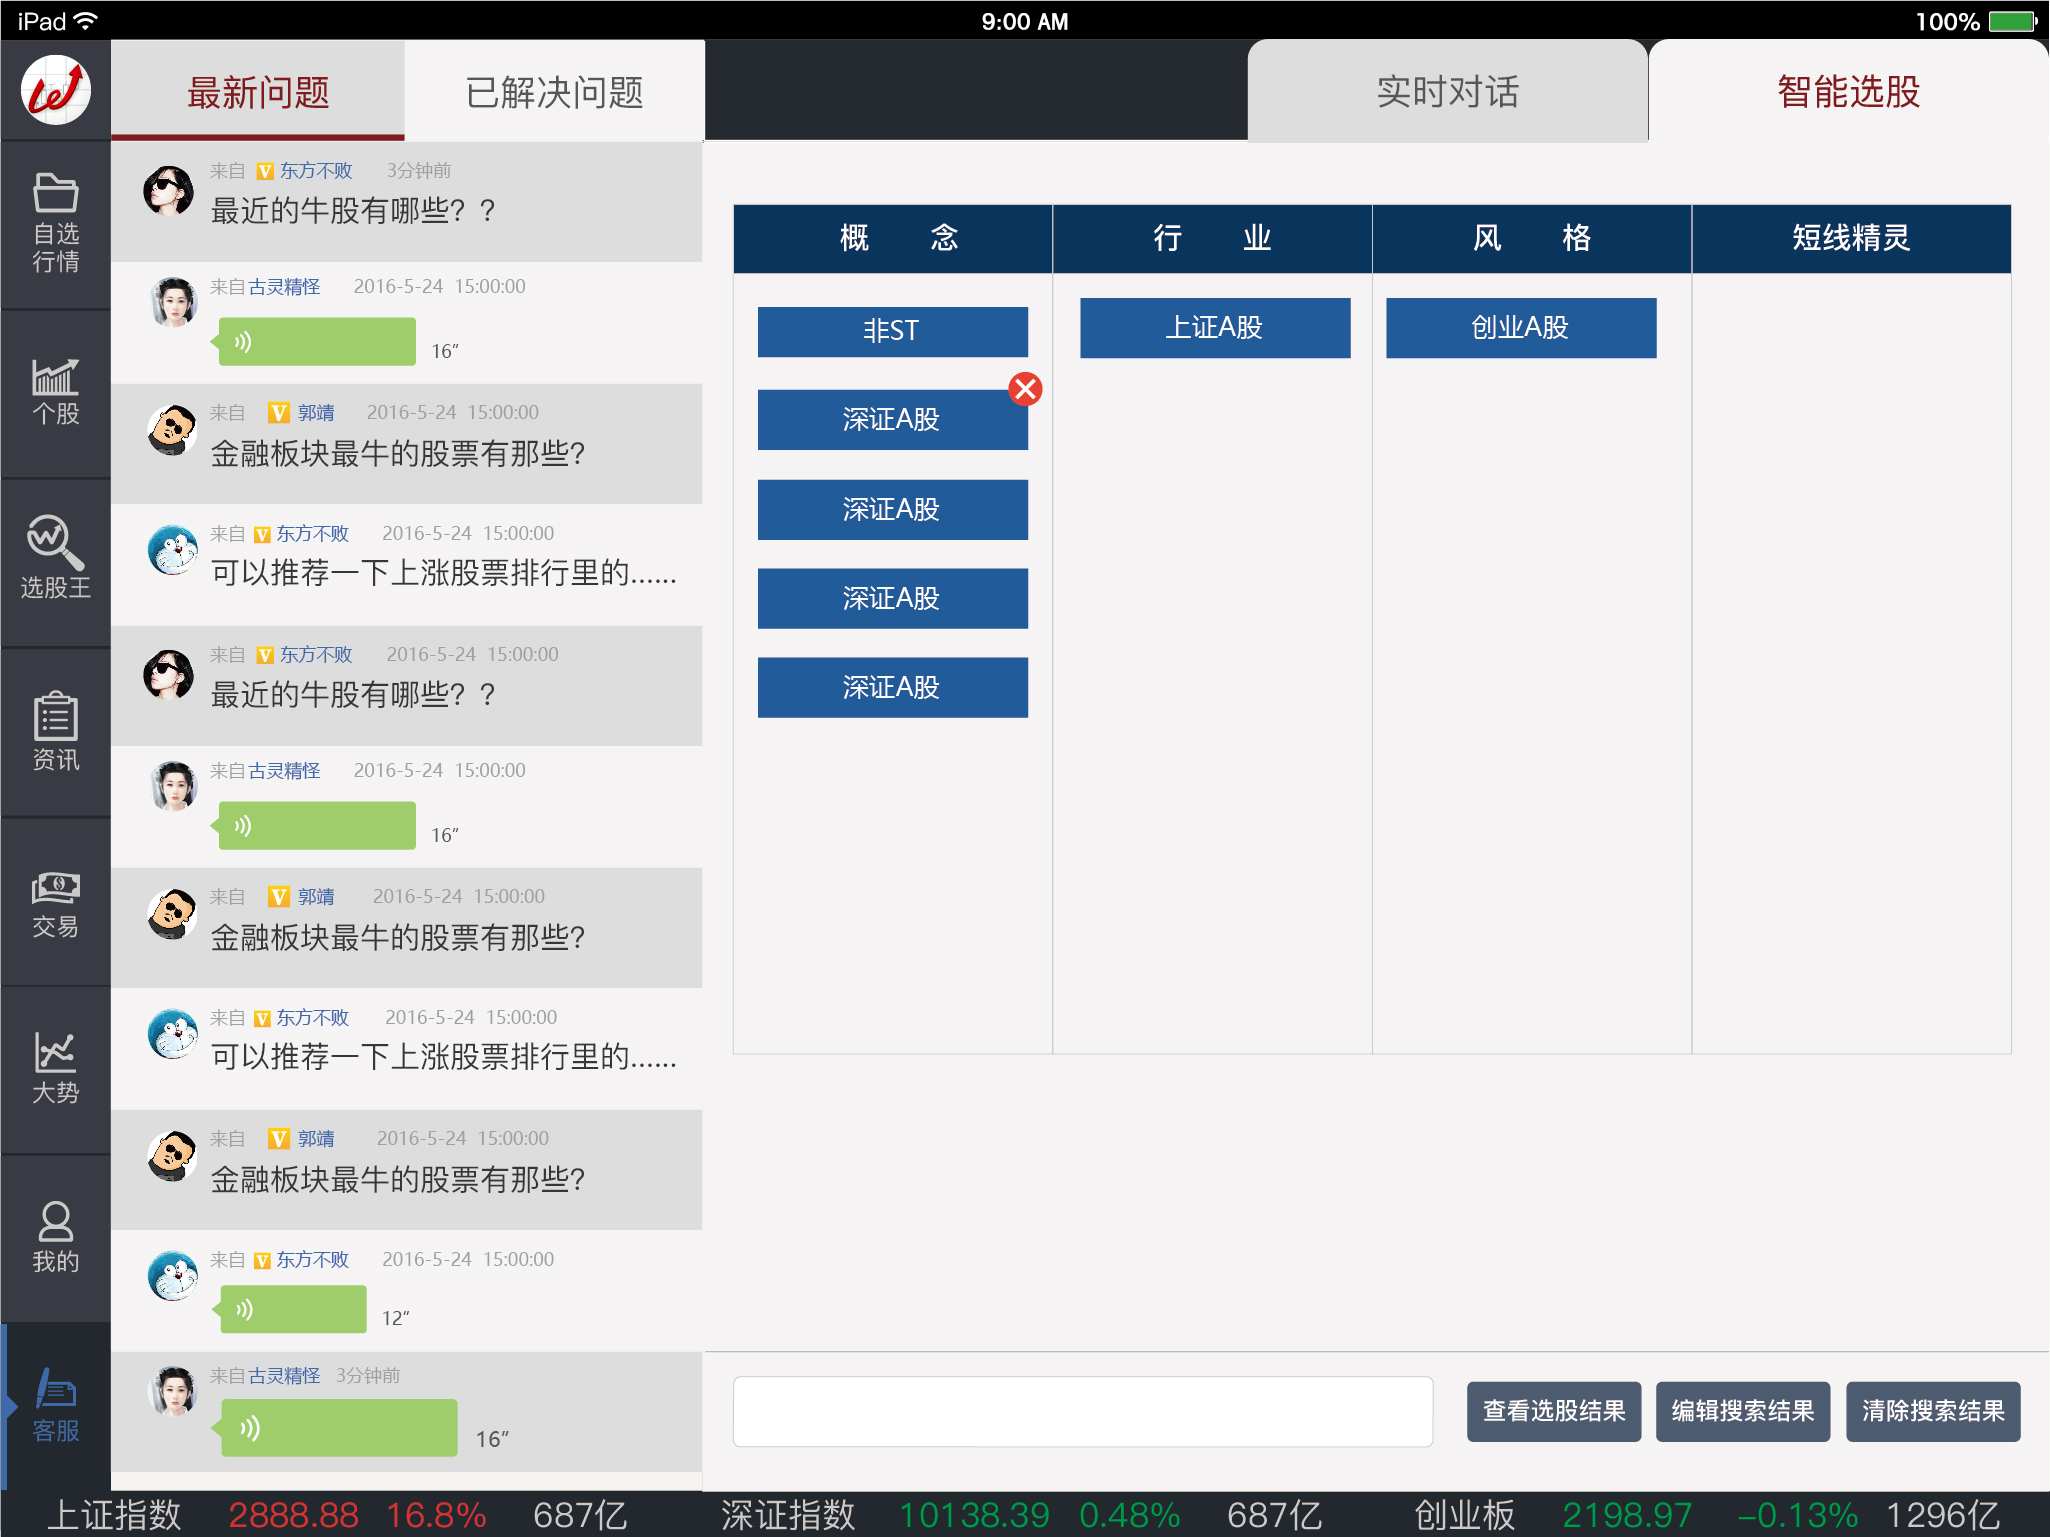 iPad 9:00 AM 100%
最新问题 已解决问题 实时对话 智能选股
自选
行情
个股
选股王
资讯
交易
大势
我的
客服
来自 V 东方不败 3分钟前
最近的牛股有哪些？？
来自古灵精怪 2016-5-24 15:00:00
16″
来自 V 郭靖 2016-5-24 15:00:00
金融板块最牛的股票有那些？
来自 V 东方不败 2016-5-24 15:00:00
可以推荐一下上涨股票排行里的......
来自 V 东方不败 2016-5-24 15:00:00
最近的牛股有哪些？？
来自古灵精怪 2016-5-24 15:00:00
16″
来自 V 郭靖 2016-5-24 15:00:00
金融板块最牛的股票有那些？
来自 V 东方不败 2016-5-24 15:00:00
可以推荐一下上涨股票排行里的......
来自 V 郭靖 2016-5-24 15:00:00
金融板块最牛的股票有那些？
来自 V 东方不败 2016-5-24 15:00:00
12″
来自古灵精怪 3分钟前
16″
概 念 行 业 风 格 短线精灵
非ST 上证A股 创业A股
深证A股
深证A股
深证A股
深证A股
查看选股结果 编辑搜索结果 清除搜索结果
上证指数 2888.88 16.8% 687亿 深证指数 10138.39 0.48% 687亿 创业板 2198.97 -0.13% 1296亿